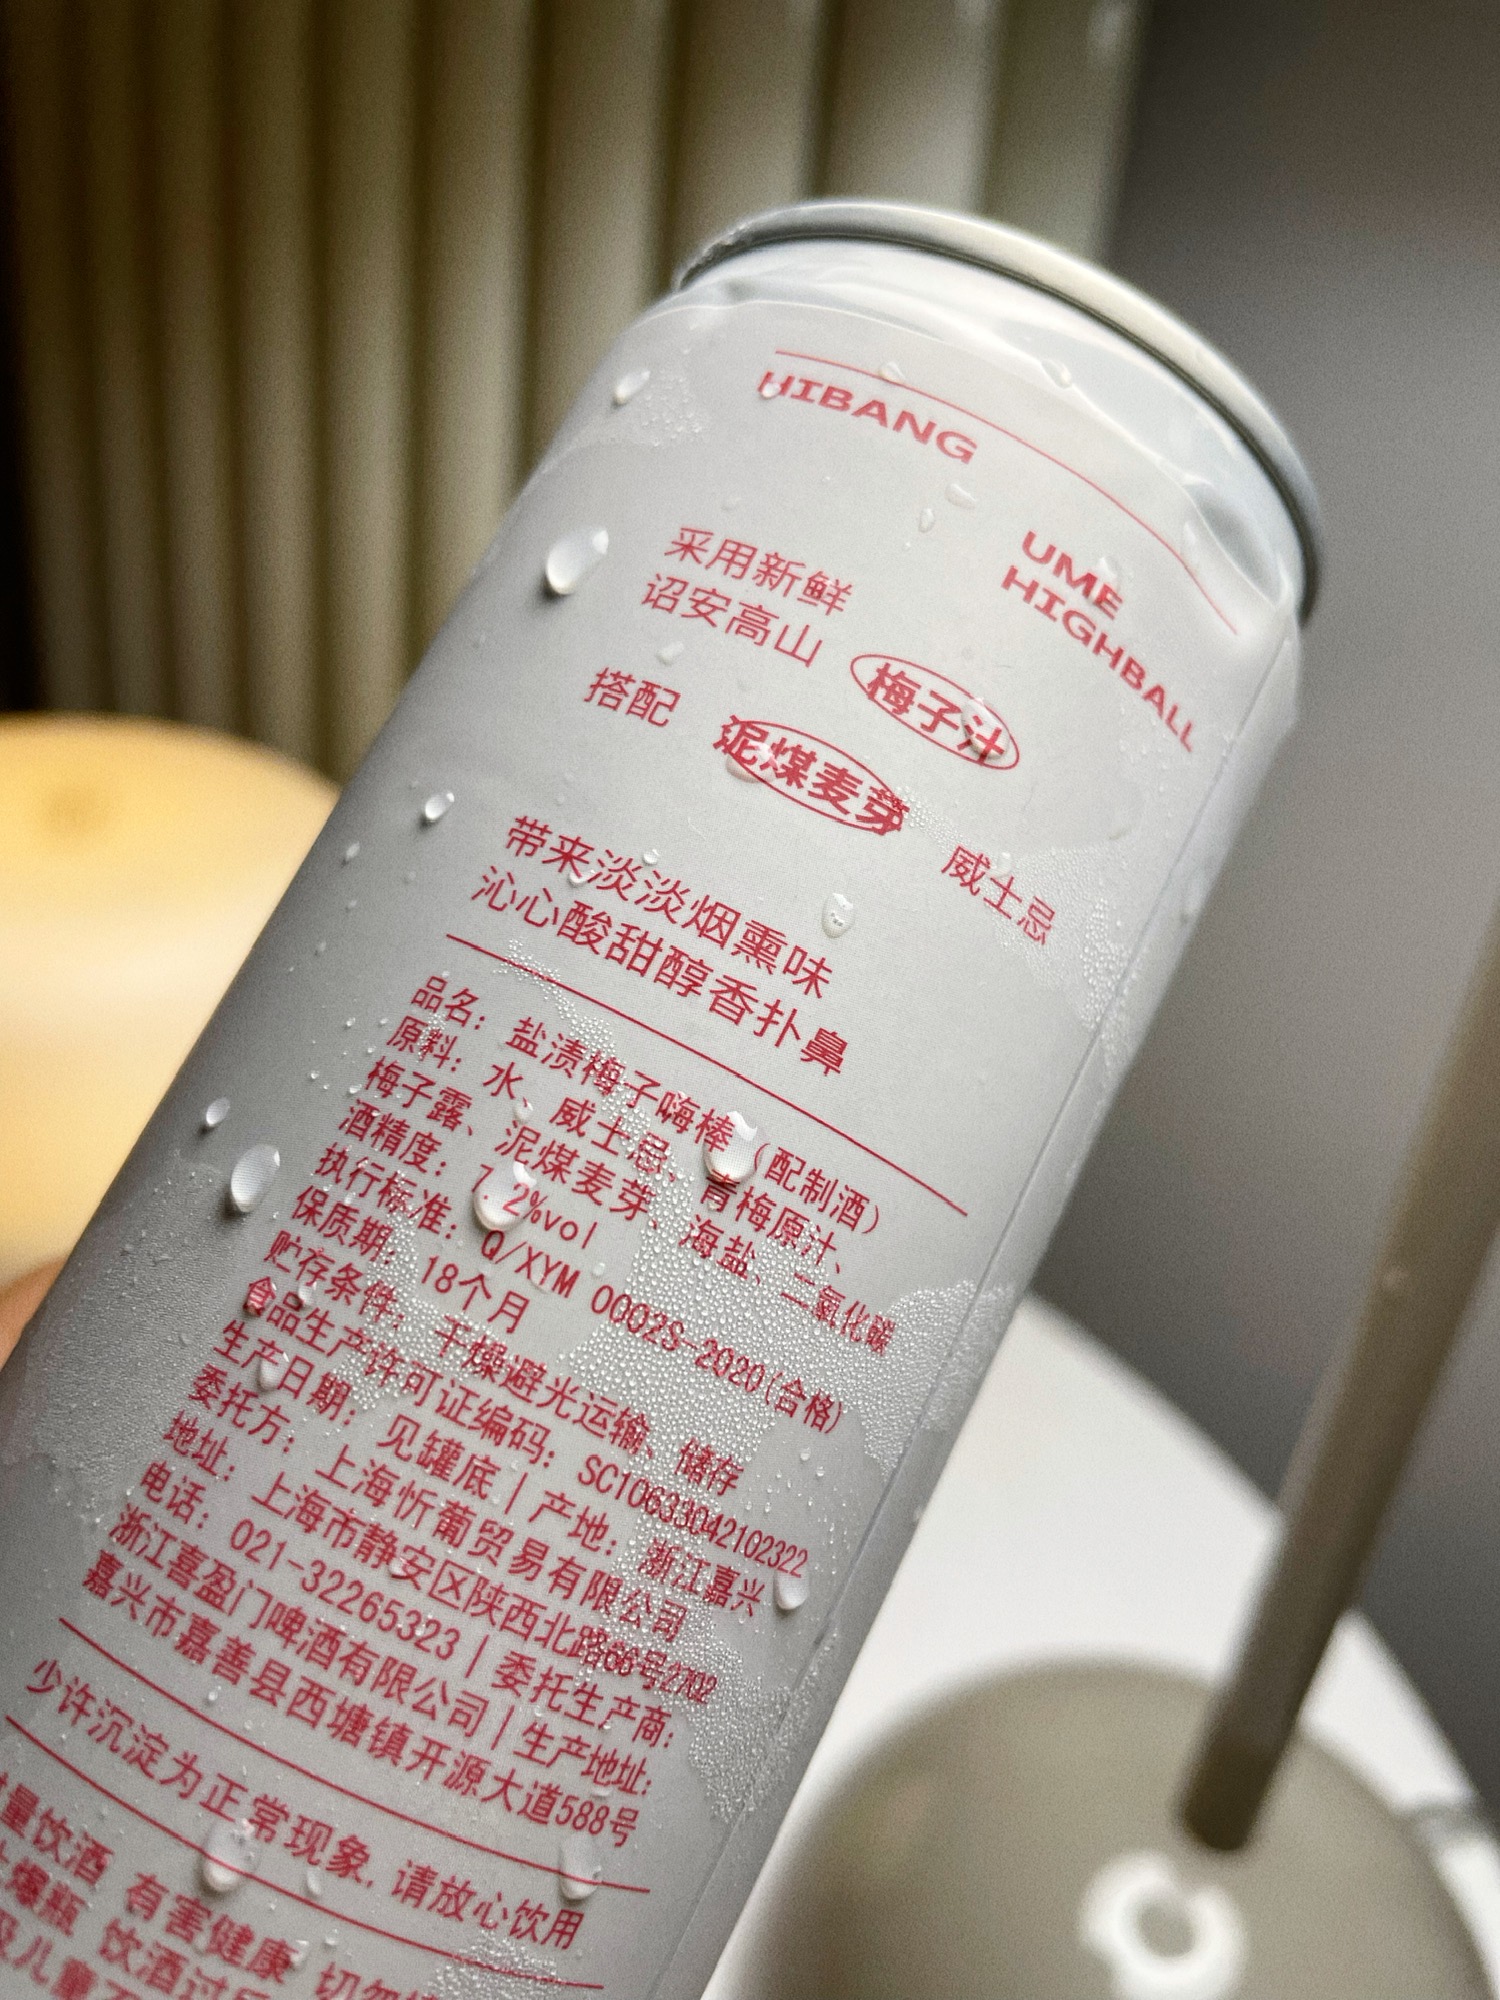 HIBANG
UME
HIGHBALL
采用新鲜
诏安高山 梅子汁
搭配 泥煤麦芽 威士忌
带来淡淡烟熏味
沁心酸甜醇香扑鼻
品名：盐渍梅子嗨棒（配制酒）
原料：水、威士忌、青梅原汁、
梅子露、泥煤麦芽、海盐、二氧化碳
酒精度：7.2%vol
执行标准：Q/XYM 0002S-2020(合格)
保质期：18个月
贮存条件：干燥避光运输、储存
食品生产许可证编码：SC10633042102322
生产日期：见罐底 | 产地：浙江嘉兴
委托方：上海忻葡贸易有限公司
地址：上海市静安区陕西北路66号
电话：021-32265323 | 委托生产商：
浙江喜盈门啤酒有限公司 | 生产地址：
嘉兴市嘉善县西塘镇开源大道588号
少许沉淀为正常现象，请放心饮用
量饮酒 有害健康 切勿
爆瓶 饮酒过
儿童